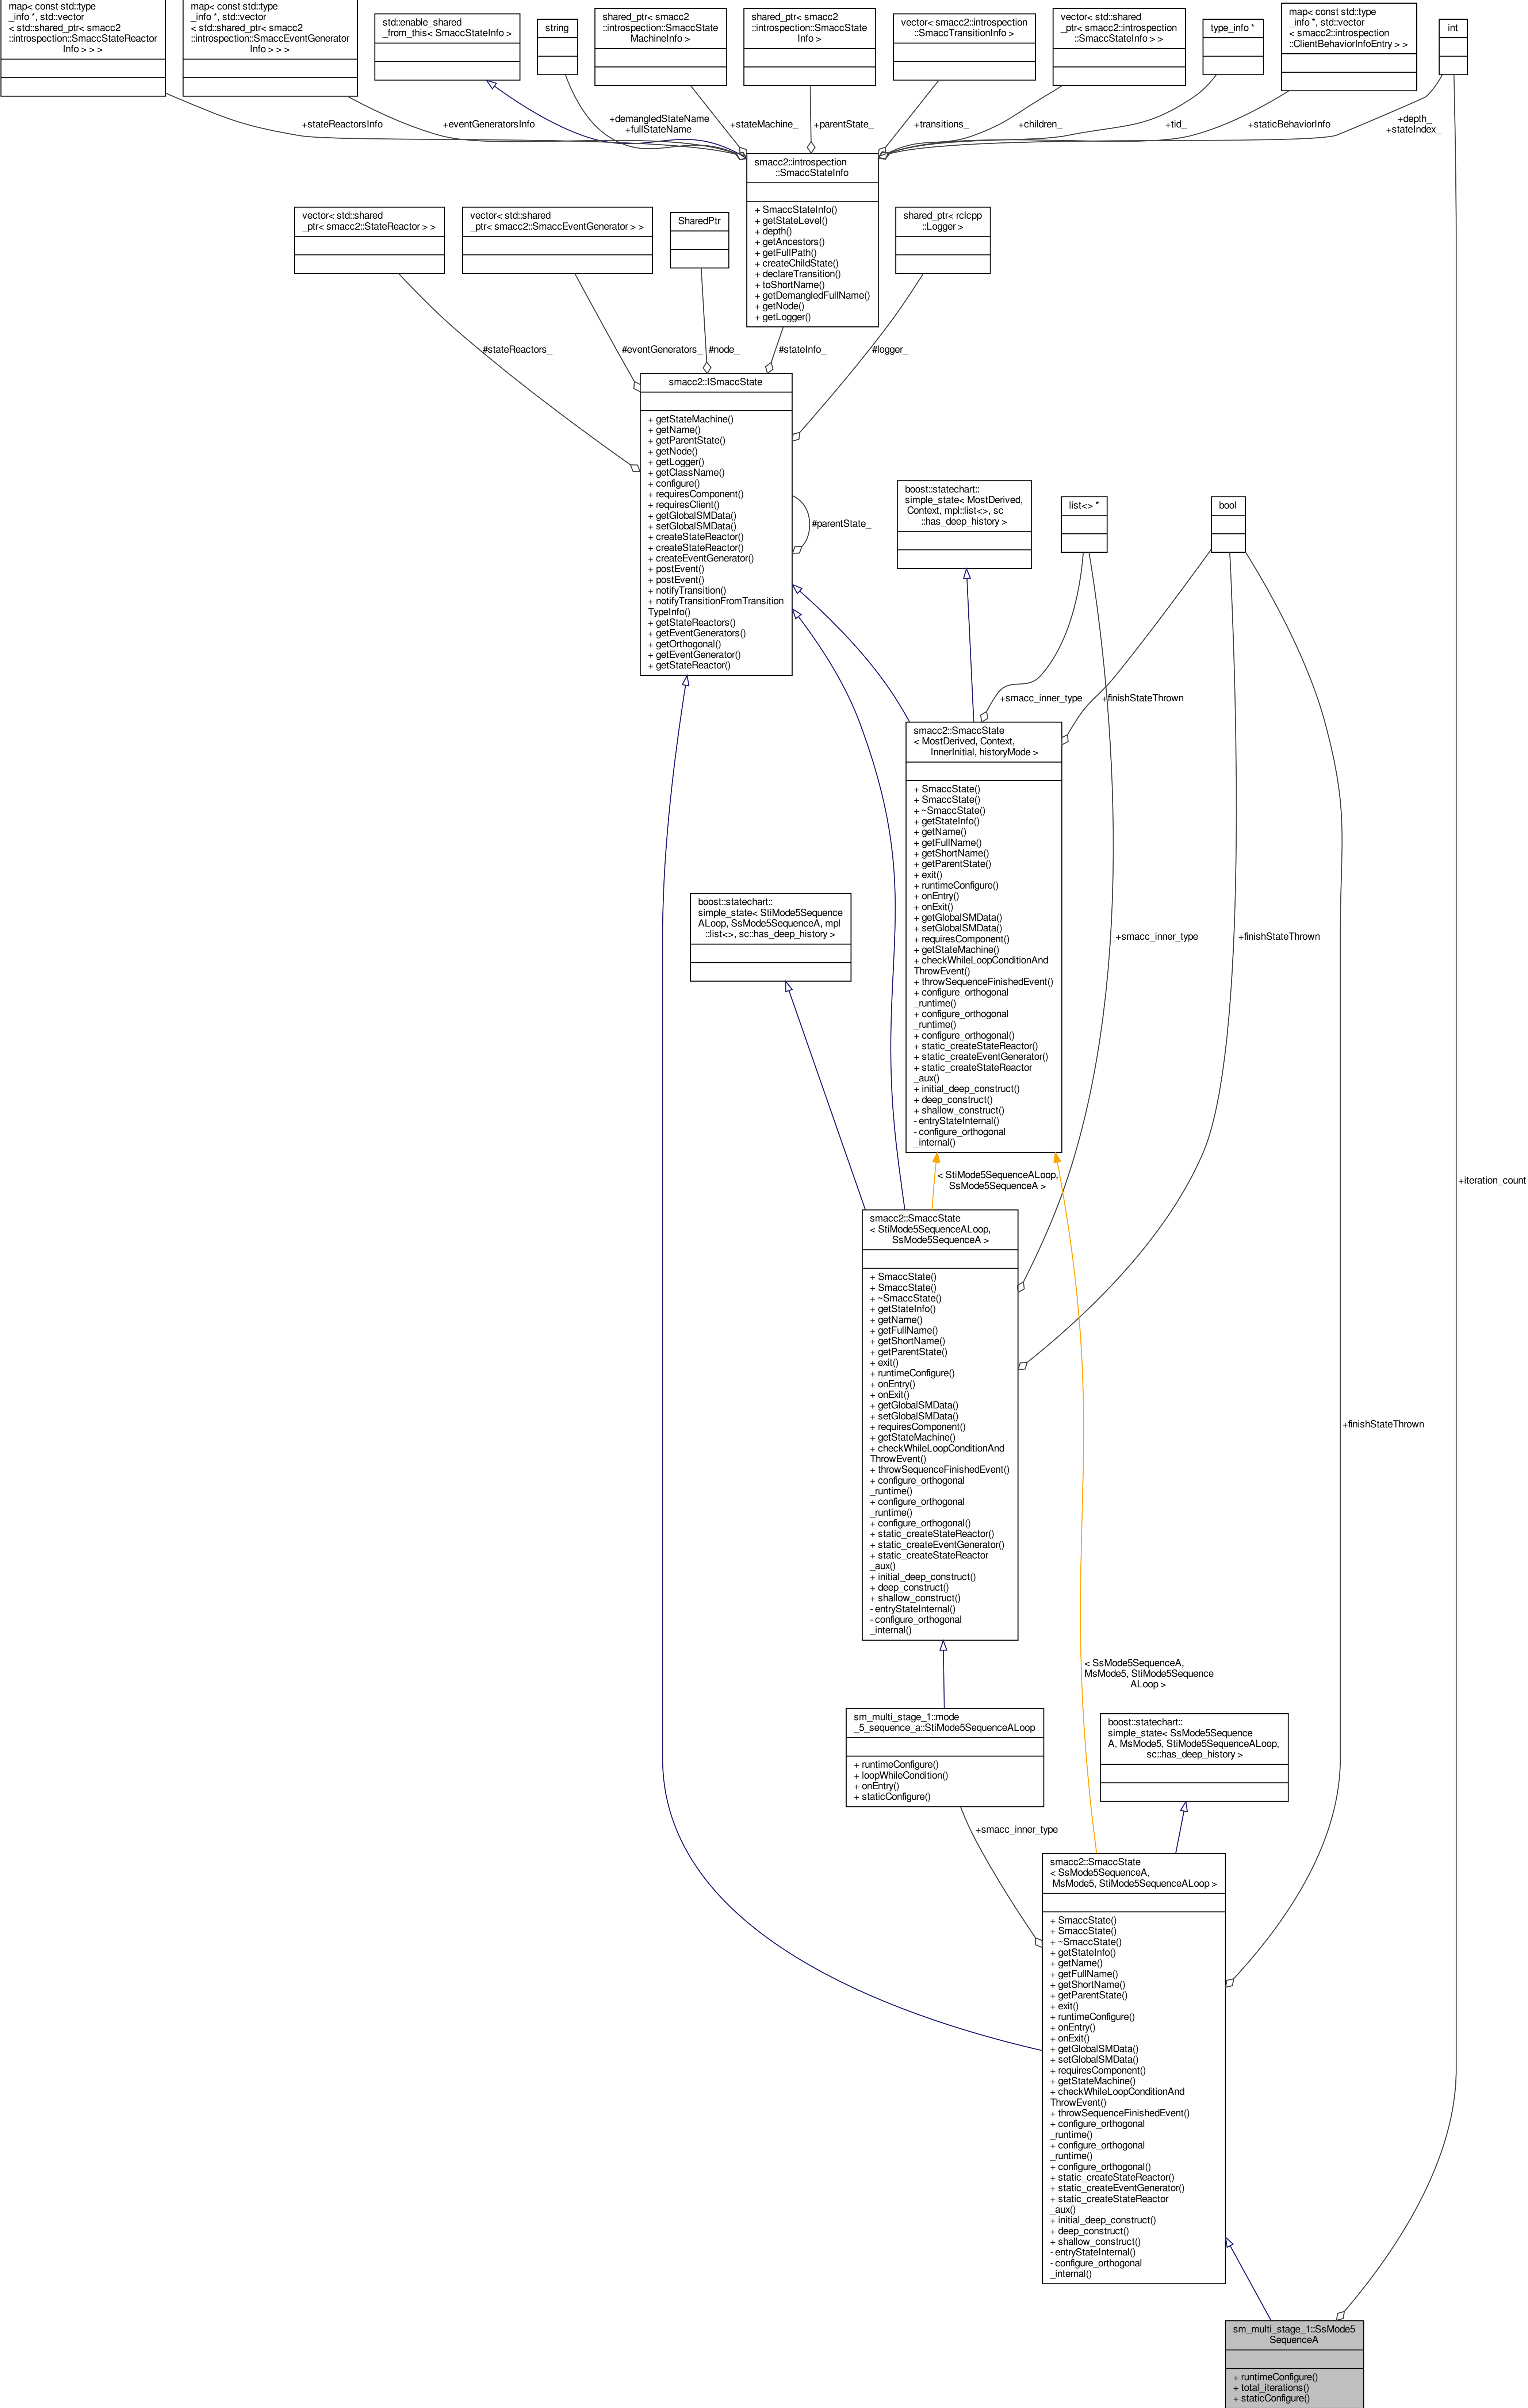 map< const std::type
_info *, std::vector
< std::shared_ptr< smacc2
::introspection::SmaccStateReactor
Info > > >
map< const std::type
_info *, std::vector
< std::shared_ptr< smacc2
::introspection::SmaccEventGenerator
Info > > >
std::enable_shared
_from_this< SmaccStateInfo >
string
shared_ptr< smacc2
::introspection::SmaccState
MachineInfo >
shared_ptr< smacc2
::introspection::SmaccState
Info >
vector< smacc2::introspection
::SmaccTransitionInfo >
vector< std::shared
_ptr< smacc2::introspection
::SmaccStateInfo > >
type_info *
map< const std::type
_info *, std::vector
< smacc2::introspection
::ClientBehaviorInfoEntry > >
int
+stateReactorsInfo
+eventGeneratorsInfo
+demangledStateName
+fullStateName
+stateMachine_
+parentState_
+transitions_
+children_
+tid_
+staticBehaviorInfo
+depth_
+stateIndex_
smacc2::introspection
::SmaccStateInfo
+ SmaccStateInfo()
+ getStateLevel()
+ depth()
+ getAncestors()
+ getFullPath()
+ createChildState()
+ declareTransition()
+ toShortName()
+ getDemangledFullName()
+ getNode()
+ getLogger()
vector< std::shared
_ptr< smacc2::StateReactor > >
vector< std::shared
_ptr< smacc2::SmaccEventGenerator > >
SharedPtr
shared_ptr< rclcpp
::Logger >
#stateReactors_
#eventGenerators_
#node_
#stateInfo_
#logger_
smacc2::ISmaccState
+ getStateMachine()
+ getName()
+ getParentState()
+ getNode()
+ getLogger()
+ getClassName()
+ configure()
+ requiresComponent()
+ requiresClient()
+ getGlobalSMData()
+ setGlobalSMData()
+ createStateReactor()
+ createStateReactor()
+ createEventGenerator()
+ postEvent()
+ postEvent()
+ notifyTransition()
+ notifyTransitionFromTransition
TypeInfo()
+ getStateReactors()
+ getEventGenerators()
+ getOrthogonal()
+ getEventGenerator()
+ getStateReactor()
#parentState_
boost::statechart::
simple_state< MostDerived,
Context, mpl::list<>, sc
::has_deep_history >
list<> *
bool
+smacc_inner_type
+finishStateThrown
smacc2::SmaccState
< MostDerived, Context,
InnerInitial, historyMode >
+ SmaccState()
+ SmaccState()
+ ~SmaccState()
+ getStateInfo()
+ getName()
+ getFullName()
+ getShortName()
+ getParentState()
+ exit()
+ runtimeConfigure()
+ onEntry()
+ onExit()
+ getGlobalSMData()
+ setGlobalSMData()
+ requiresComponent()
+ getStateMachine()
+ checkWhileLoopConditionAnd
ThrowEvent()
+ throwSequenceFinishedEvent()
+ configure_orthogonal
_runtime()
+ configure_orthogonal
_runtime()
+ configure_orthogonal()
+ static_createStateReactor()
+ static_createEventGenerator()
+ static_createStateReactor
_aux()
+ initial_deep_construct()
+ deep_construct()
+ shallow_construct()
- entryStateInternal()
- configure_orthogonal
_internal()
boost::statechart::
simple_state< StiMode5Sequence
ALoop, SsMode5SequenceA, mpl
::list<>, sc::has_deep_history >
+smacc_inner_type
+finishStateThrown
< StiMode5SequenceALoop,
SsMode5SequenceA >
+iteration_count
smacc2::SmaccState
< StiMode5SequenceALoop,
SsMode5SequenceA >
+ SmaccState()
+ SmaccState()
+ ~SmaccState()
+ getStateInfo()
+ getName()
+ getFullName()
+ getShortName()
+ getParentState()
+ exit()
+ runtimeConfigure()
+ onEntry()
+ onExit()
+ getGlobalSMData()
+ setGlobalSMData()
+ requiresComponent()
+ getStateMachine()
+ checkWhileLoopConditionAnd
ThrowEvent()
+ throwSequenceFinishedEvent()
+ configure_orthogonal
_runtime()
+ configure_orthogonal
_runtime()
+ configure_orthogonal()
+ static_createStateReactor()
+ static_createEventGenerator()
+ static_createStateReactor
_aux()
+ initial_deep_construct()
+ deep_construct()
+ shallow_construct()
- entryStateInternal()
- configure_orthogonal
_internal()
+finishStateThrown
< SsMode5SequenceA,
MsMode5, StiMode5Sequence
ALoop >
sm_multi_stage_1::mode
_5_sequence_a::StiMode5SequenceALoop
+ runtimeConfigure()
+ loopWhileCondition()
+ onEntry()
+ staticConfigure()
boost::statechart::
simple_state< SsMode5Sequence
A, MsMode5, StiMode5SequenceALoop,
sc::has_deep_history >
+smacc_inner_type
smacc2::SmaccState
< SsMode5SequenceA,
MsMode5, StiMode5SequenceALoop >
+ SmaccState()
+ SmaccState()
+ ~SmaccState()
+ getStateInfo()
+ getName()
+ getFullName()
+ getShortName()
+ getParentState()
+ exit()
+ runtimeConfigure()
+ onEntry()
+ onExit()
+ getGlobalSMData()
+ setGlobalSMData()
+ requiresComponent()
+ getStateMachine()
+ checkWhileLoopConditionAnd
ThrowEvent()
+ throwSequenceFinishedEvent()
+ configure_orthogonal
_runtime()
+ configure_orthogonal
_runtime()
+ configure_orthogonal()
+ static_createStateReactor()
+ static_createEventGenerator()
+ static_createStateReactor
_aux()
+ initial_deep_construct()
+ deep_construct()
+ shallow_construct()
- entryStateInternal()
- configure_orthogonal
_internal()
sm_multi_stage_1::SsMode5
SequenceA
+ runtimeConfigure()
+ total_iterations()
+ staticConfigure()